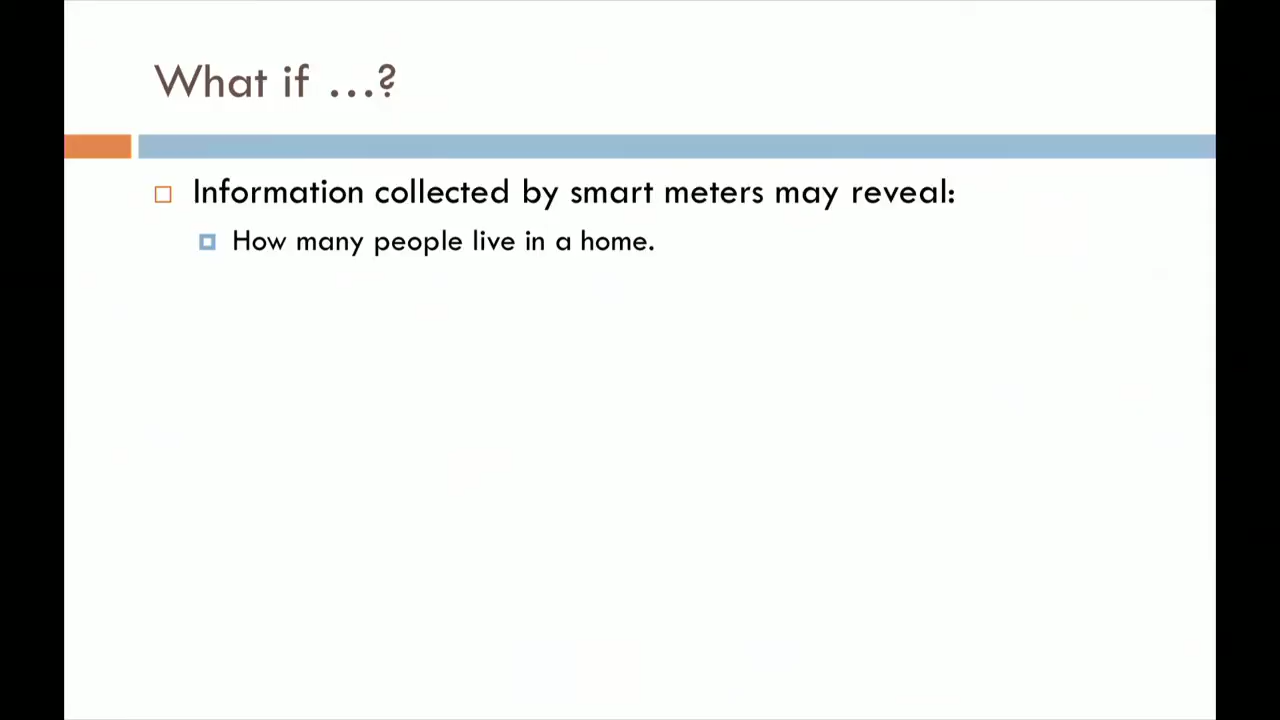 What if ...?
Information collected by smart meters may reveal:
How many people live in a home.